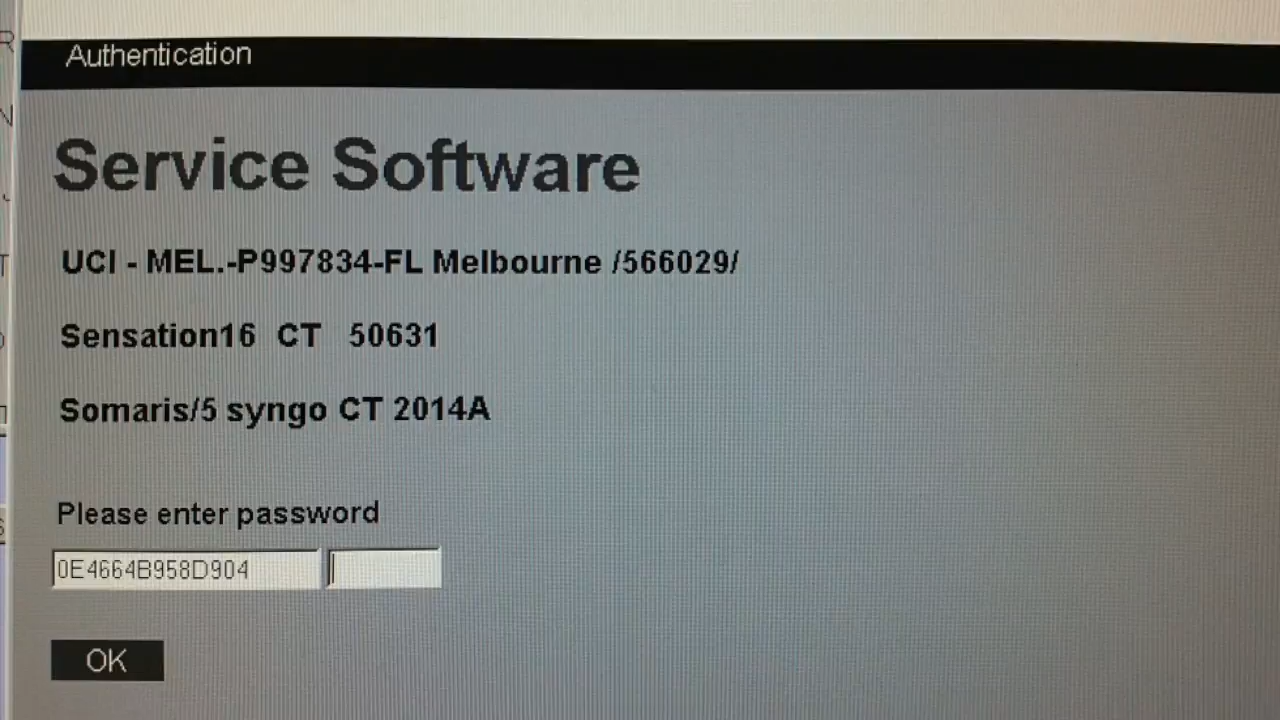 Authentication
Service Software
UCI - MEL.-P997834-FL Melbourne /566029/
Sensation16 CT 50631
Somaris/5 syngo CT 2014A
Please enter password
0E4664B958D904
OK